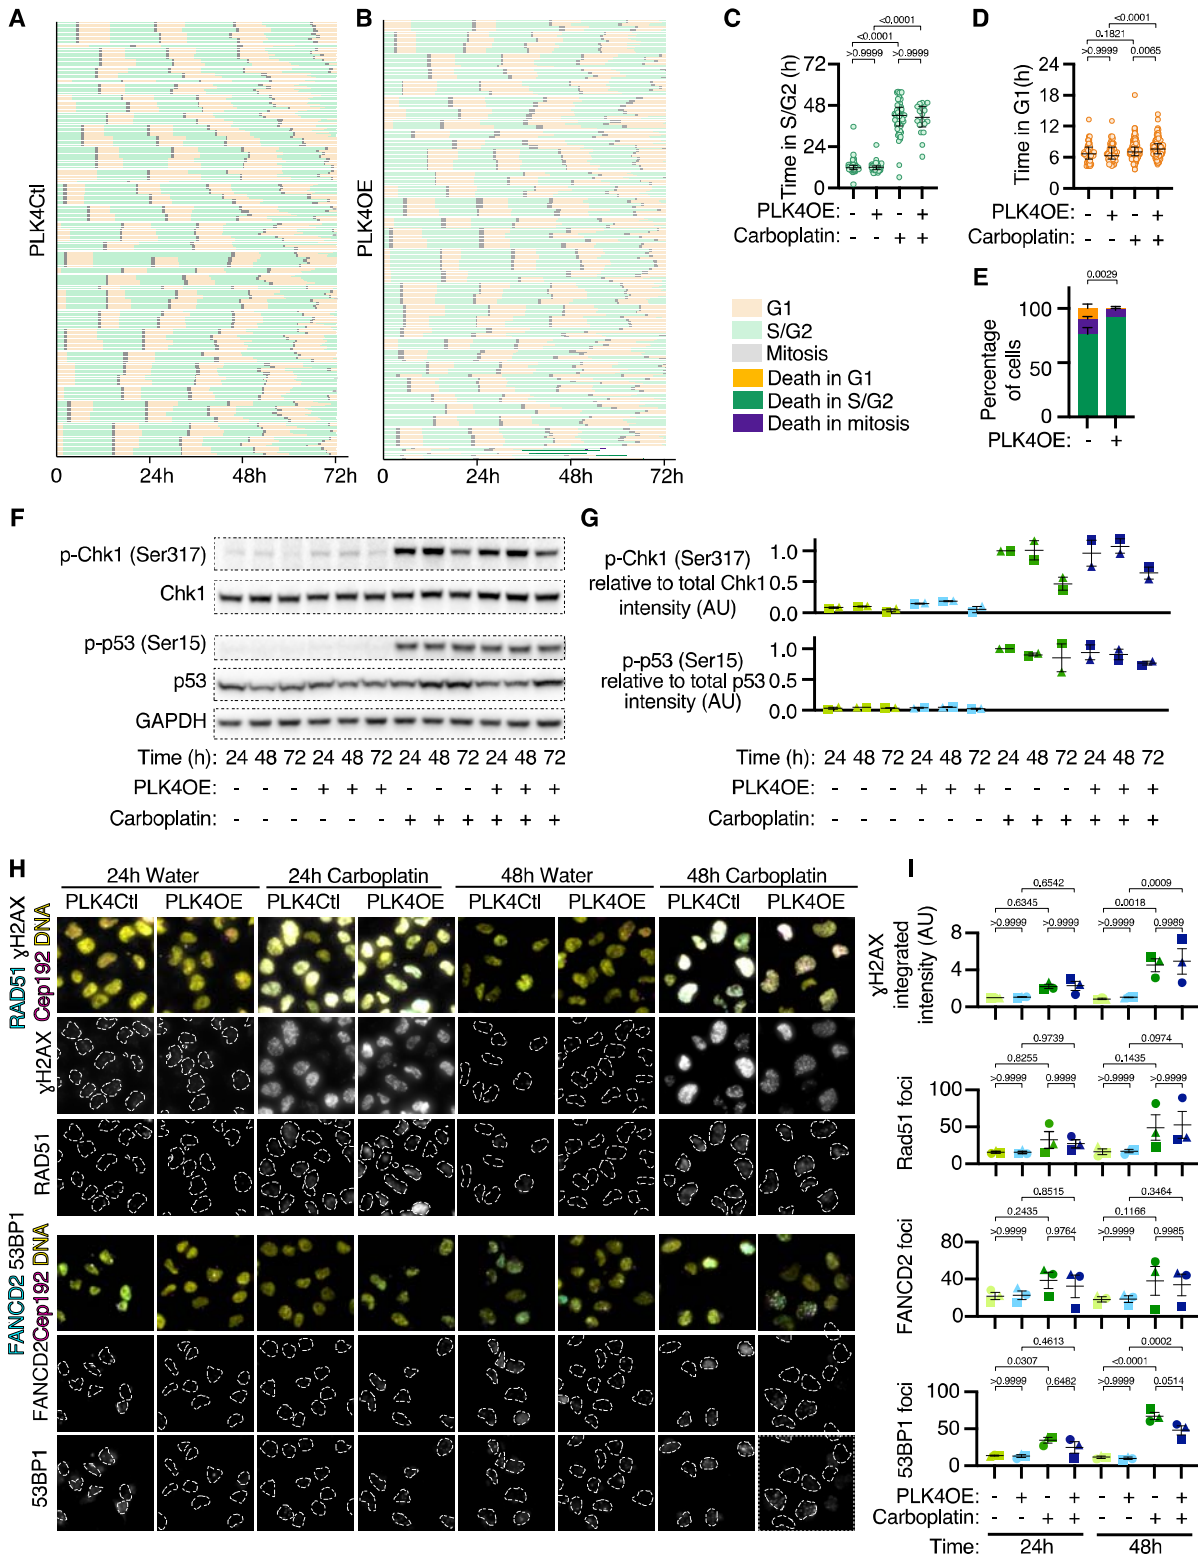 A
B
C
D
PLK4Ctl
0
24h
48h
72h
PLK4OE
0
24h
48h
72h
<0.0001
<0.0001
>0.9999
>0.9999
Time in S/G2 (h)
72
48
24
0
PLK4OE: - + - +
Carboplatin: - - + +
<0.0001
0.1821
>0.9999
0.0065
Time in G1(h)
24
18
12
6
0
PLK4OE: - + - +
Carboplatin: - - + +
G1
S/G2
Mitosis
Death in G1
Death in S/G2
Death in mitosis
E
0.0029
Percentage
of cells
100
50
0
PLK4OE: - +
F
p-Chk1 (Ser317)
Chk1
p-p53 (Ser15)
p53
GAPDH
Time (h): 24 48 72 24 48 72 24 48 72 24 48 72
PLK4OE: - - - + + + - - - + + +
Carboplatin: - - - - - - + + + + + +
G
p-Chk1 (Ser317)
relative to total Chk1
intensity (AU)
1.0
0.5
0.0
p-p53 (Ser15)
relative to total p53
intensity (AU)
1.0
0.5
0.0
Time (h): 24 48 72 24 48 72 24 48 72 24 48 72
PLK4OE: - - - + + + - - - + + +
Carboplatin: - - - - - - + + + + + +
H
24h Water
24h Carboplatin
48h Water
48h Carboplatin
PLK4Ctl PLK4OE PLK4Ctl PLK4OE PLK4Ctl PLK4OE PLK4Ctl PLK4OE
RAD51 γH2AX
Cep192 DNA
γH2AX
RAD51
FANCD2 53BP1
Cep192 DNA
FANCD2
53BP1
I
γH2AX
integrated
intensity (AU)
8
4
0
0.6542
0.0009
0.6345
0.0018
>0.9999
>0.9999
>0.9999
0.9989
Rad51 foci
100
50
0
0.9739
0.0974
0.8255
0.1435
>0.9999
0.9999
>0.9999
>0.9999
FANCD2 foci
80
40
0
0.8515
0.3464
0.2435
0.1166
>0.9999
0.9764
>0.9999
0.9985
53BP1 foci
100
50
0
0.4613
0.0002
0.0307
<0.0001
>0.9999
0.6482
>0.9999
0.0514
PLK4OE: - + - + - + - +
Carboplatin: - - + + - - + +
Time: 24h 48h